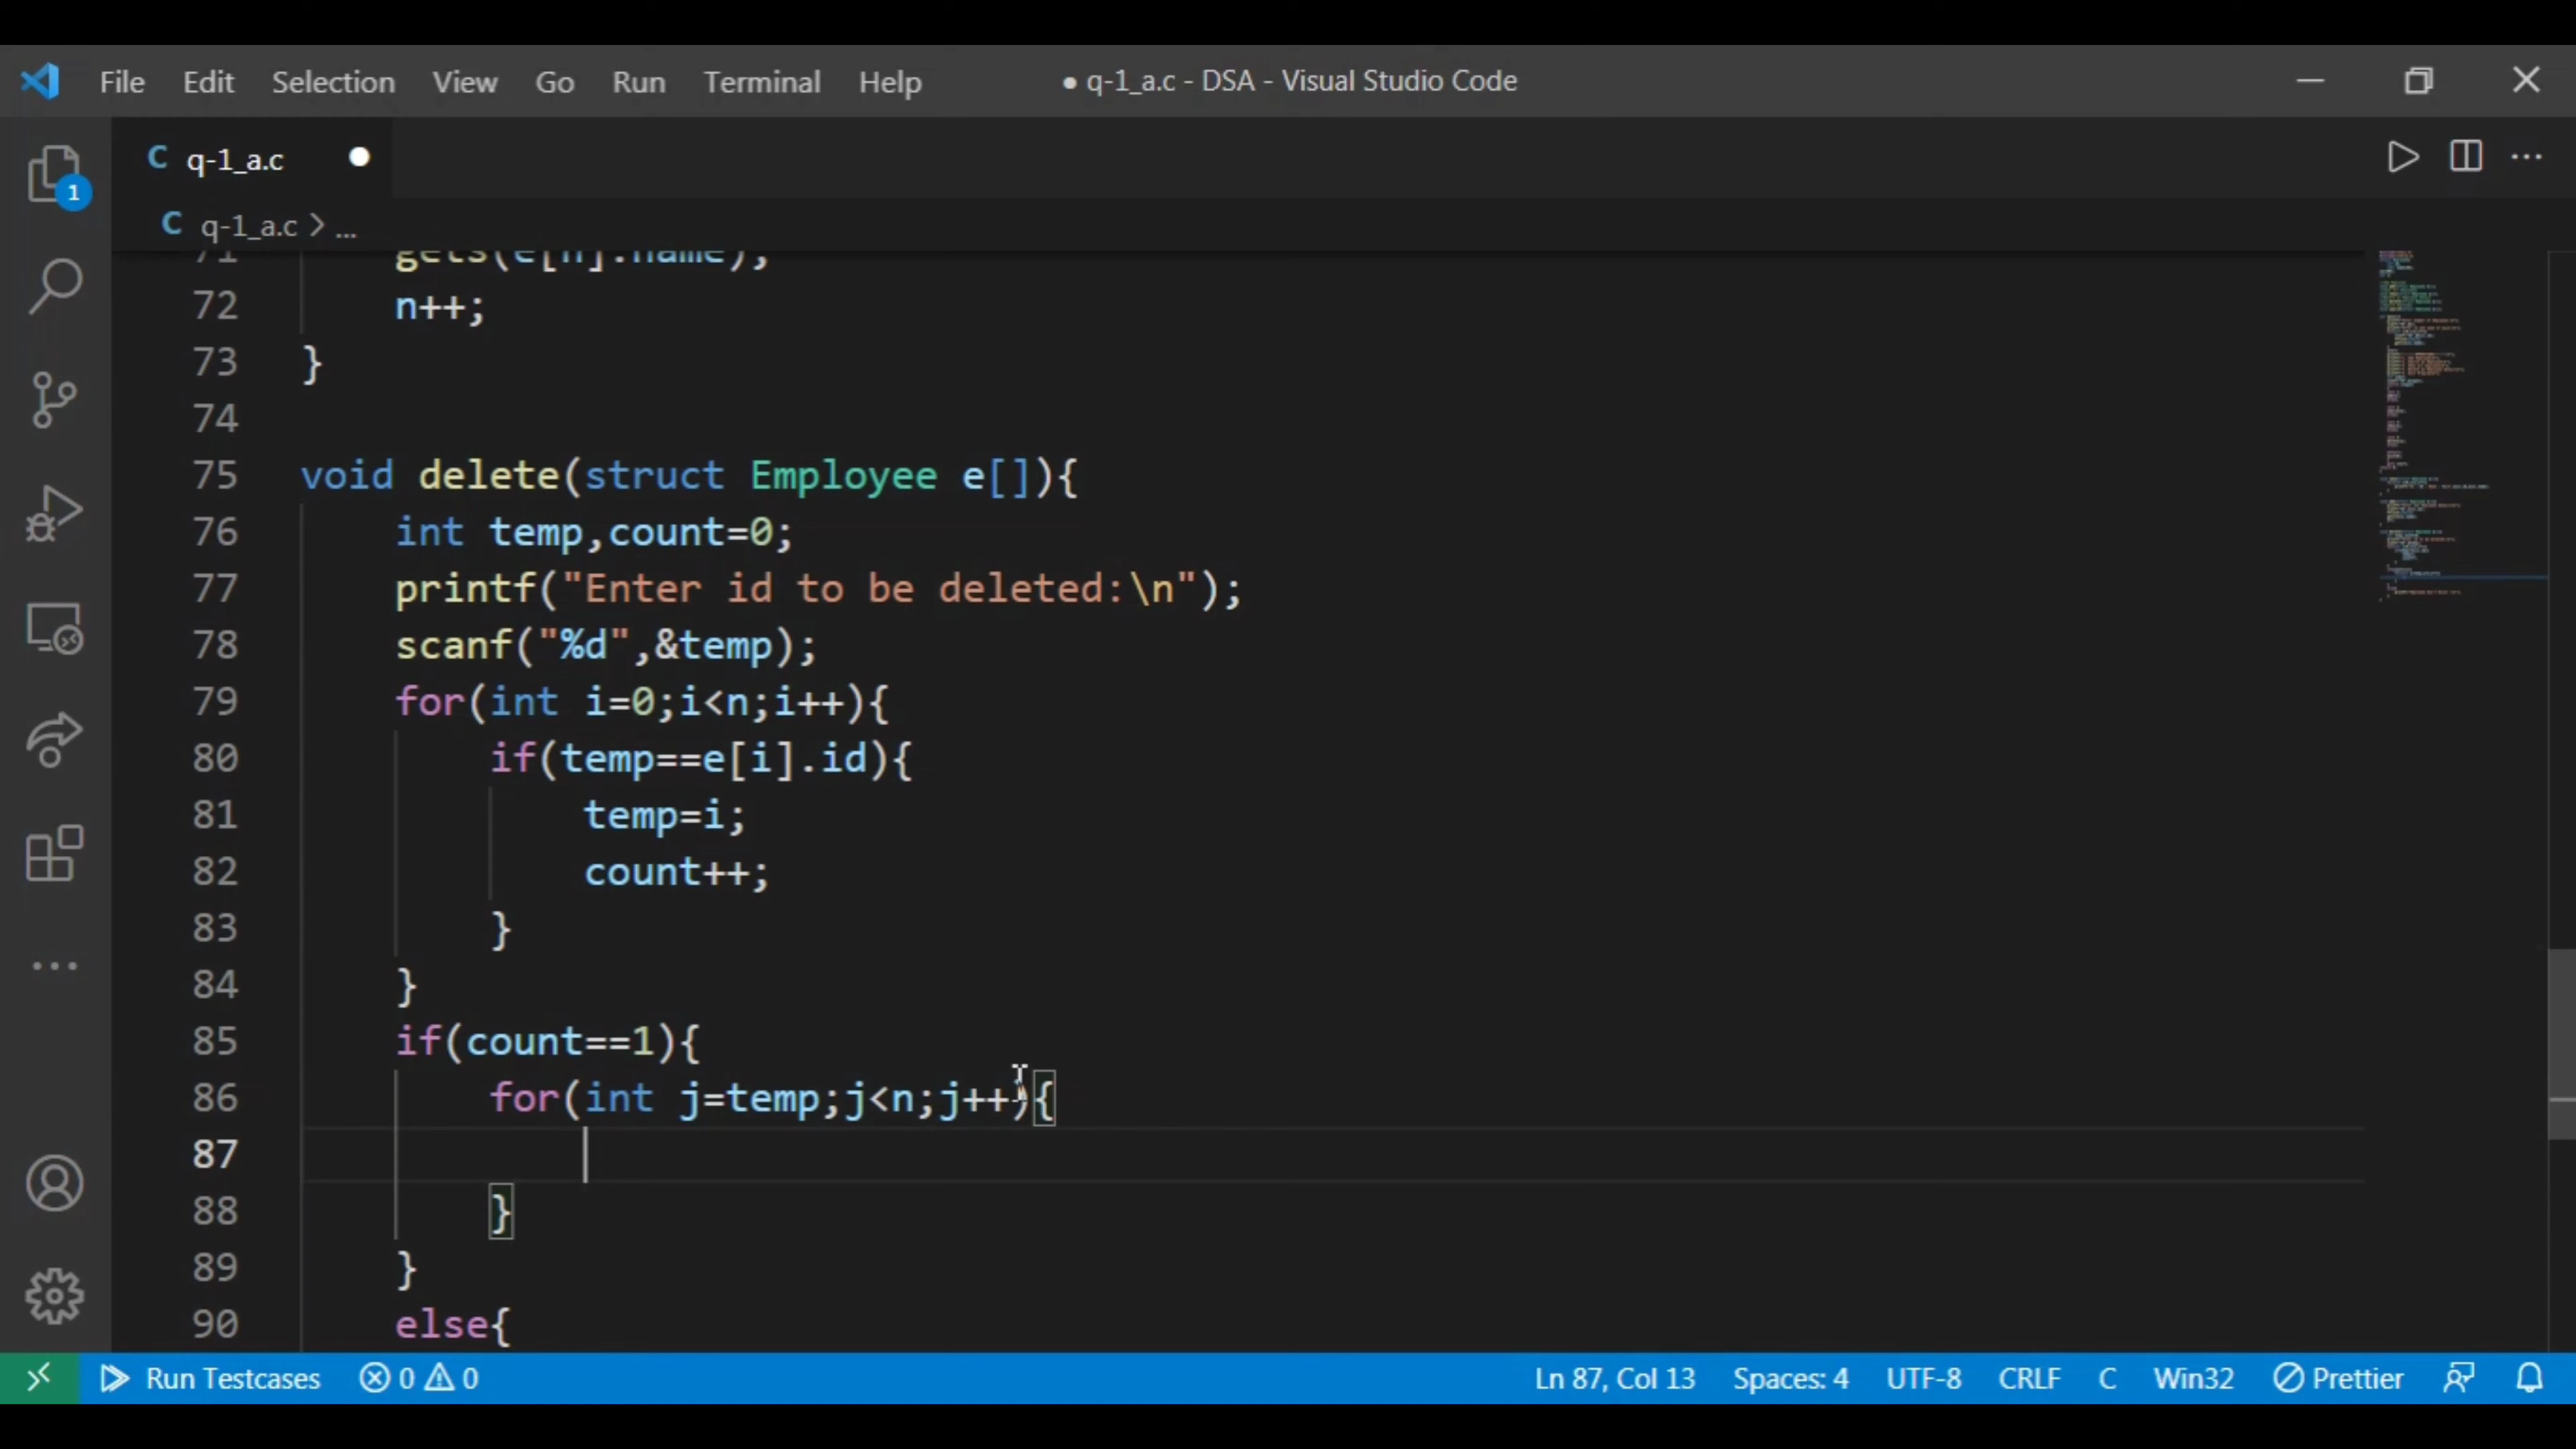 File Edit Selection View Go Run Terminal Help ● q-1_a.c - DSA - Visual Studio Code
C q-1_a.c ●
1
C q-1_a.c > ...
71 gets(e[n].name);
72 n++;
73 }
74
75 void delete(struct Employee e[]){
76 int temp,count=0;
77 printf("Enter id to be deleted:\n");
78 scanf("%d",&temp);
79 for(int i=0;i<n;i++){
80 if(temp==e[i].id){
81 temp=i;
82 count++;
83 }
84 }
85 if(count==1){
86 for(int j=temp;j<n;j++){
87
88 }
89 }
90 else{
Run Testcases 0 0 Ln 87, Col 13 Spaces: 4 UTF-8 CRLF C Win32 Prettier